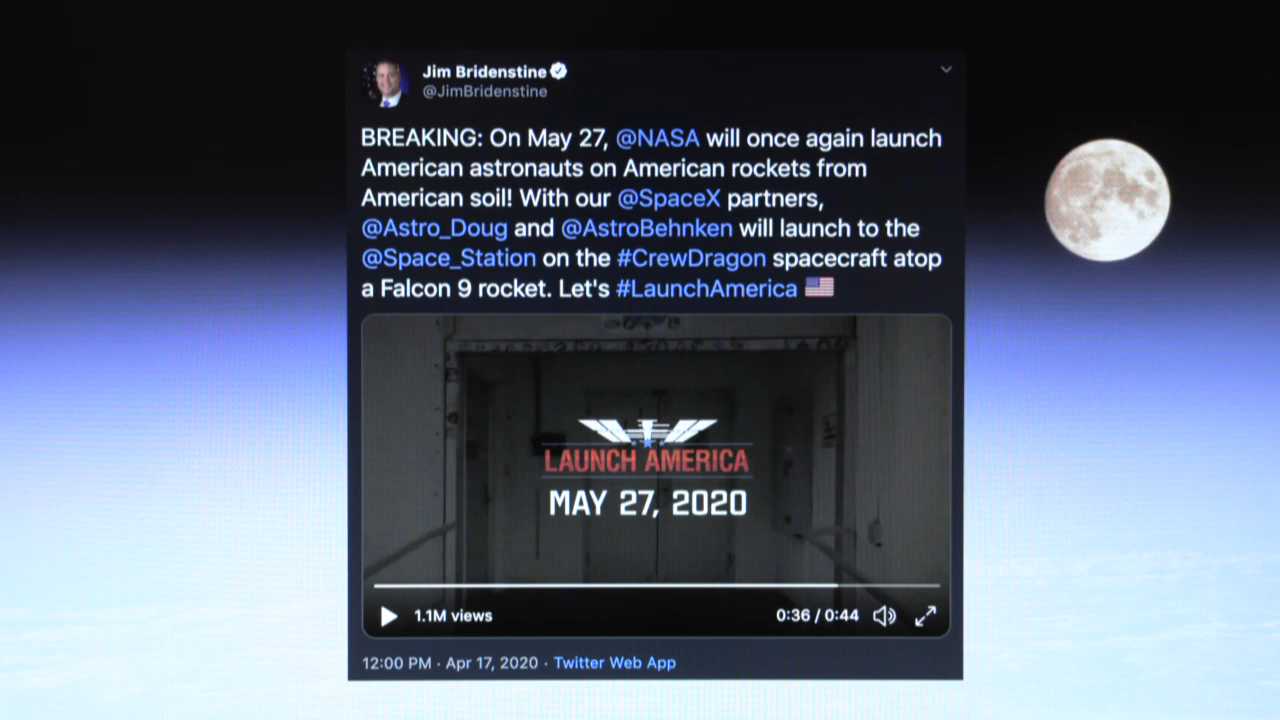 Jim Bridenstine
@JimBridenstine
BREAKING: On May 27, @NASA will once again launch
American astronauts on American rockets from
American soil! With our @SpaceX partners,
@Astro_Doug and @AstroBehnken will launch to the
@Space_Station on the #CrewDragon spacecraft atop
a Falcon 9 rocket. Let's #LaunchAmerica 🇺🇸
LAUNCH AMERICA
MAY 27, 2020
1.1M views
0:36 / 0:44
12:00 PM · Apr 17, 2020 · Twitter Web App